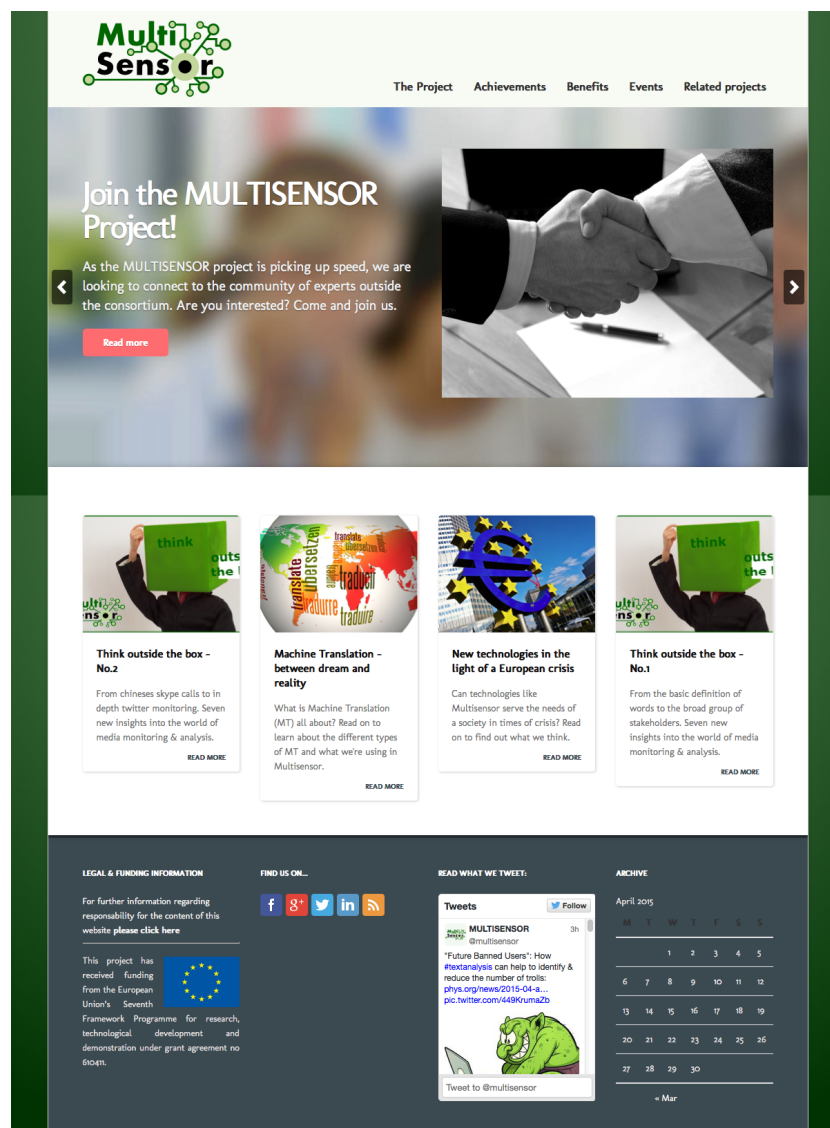 Multi
Sensor
The Project Achievements Benefits Events Related projects
Join the MULTISENSOR
Project!
As the MULTISENSOR project is picking up speed, we are
looking to connect to the community of experts outside
the consortium. Are you interested? Come and join us.
Read more
think
outs
the
ulti
ns r
Think outside the box –
No.2
From chineses skype calls to in
depth twitter monitoring. Seven
new insights into the world of
media monitoring & analysis.
READ MORE
translate
übersetzen
translate
übersetzen
traduir
tradurre
traduire
Machine Translation –
between dream and
reality
What is Machine Translation
(MT) all about? Read on to
learn about the different types
of MT and what we're using in
Multisensor.
READ MORE
New technologies in the
light of a European crisis
Can technologies like
Multisensor serve the needs of
a society in times of crisis? Read
on to find out what we think.
READ MORE
think
outs
the
ulti
ns r
Think outside the box –
No.1
From the basic definition of
words to the broad group of
stakeholders. Seven new
insights into the world of media
monitoring & analysis.
READ MORE
LEGAL & FUNDING INFORMATION
For further information regarding
responsability for the content of this
website please click here
This project has
received funding
from the European
Union's Seventh
Framework Programme for research,
technological development and
demonstration under grant agreement no
610411.
FIND US ON...
f g+ in
READ WHAT WE TWEET:
Tweets Follow
MULTISENSOR 3h
@multisensor
"Future Banned Users": How
#textanalysis can help to identify &
reduce the number of trolls:
phys.org/news/2015-04-a…
pic.twitter.com/449KrumaZb
Tweet to @multisensor
ARCHIVE
April 2015
M T W T F S S
1 2 3 4 5
6 7 8 9 10 11 12
13 14 15 16 17 18 19
20 21 22 23 24 25 26
27 28 29 30
« Mar